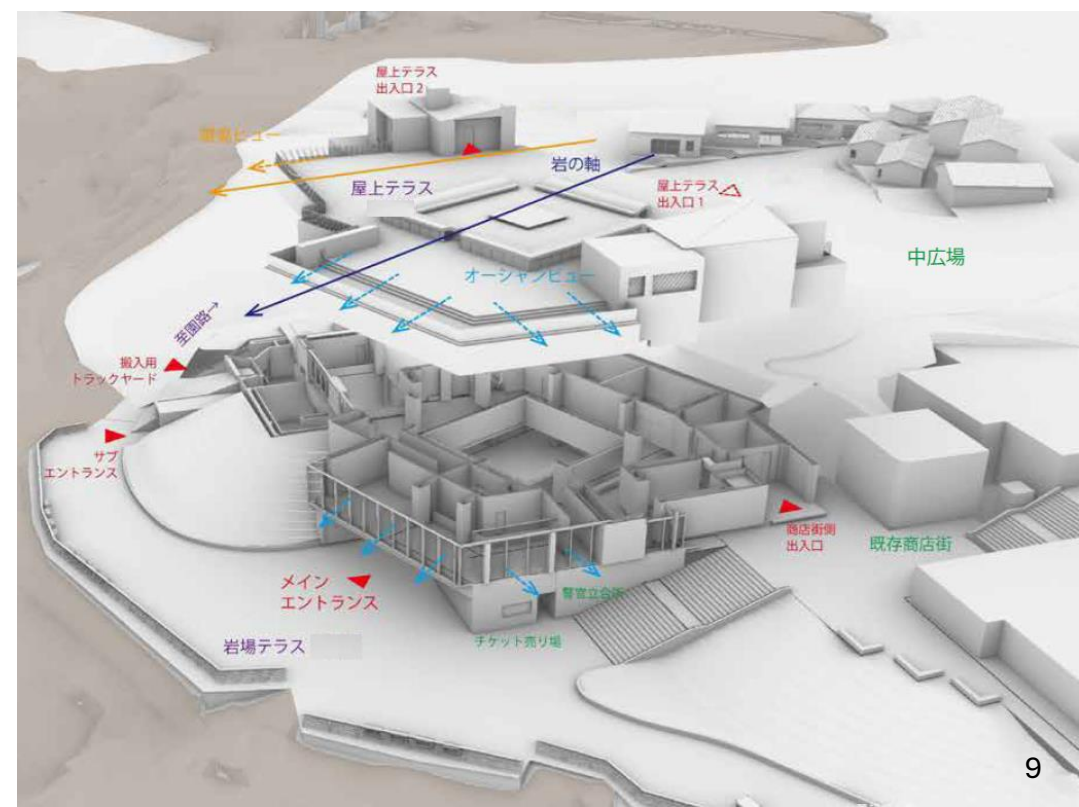 屋上テラス
出入口2
ビュー
岩の軸
屋上テラス
屋上テラス
出入口1
中広場
オーシャンビュー
至園路→
搬入用
トラックヤード
サブ
エントランス
商店街側
出入口
既存商店街
メイン
エントランス
警官立会所
チケット売り場
岩場テラス
9